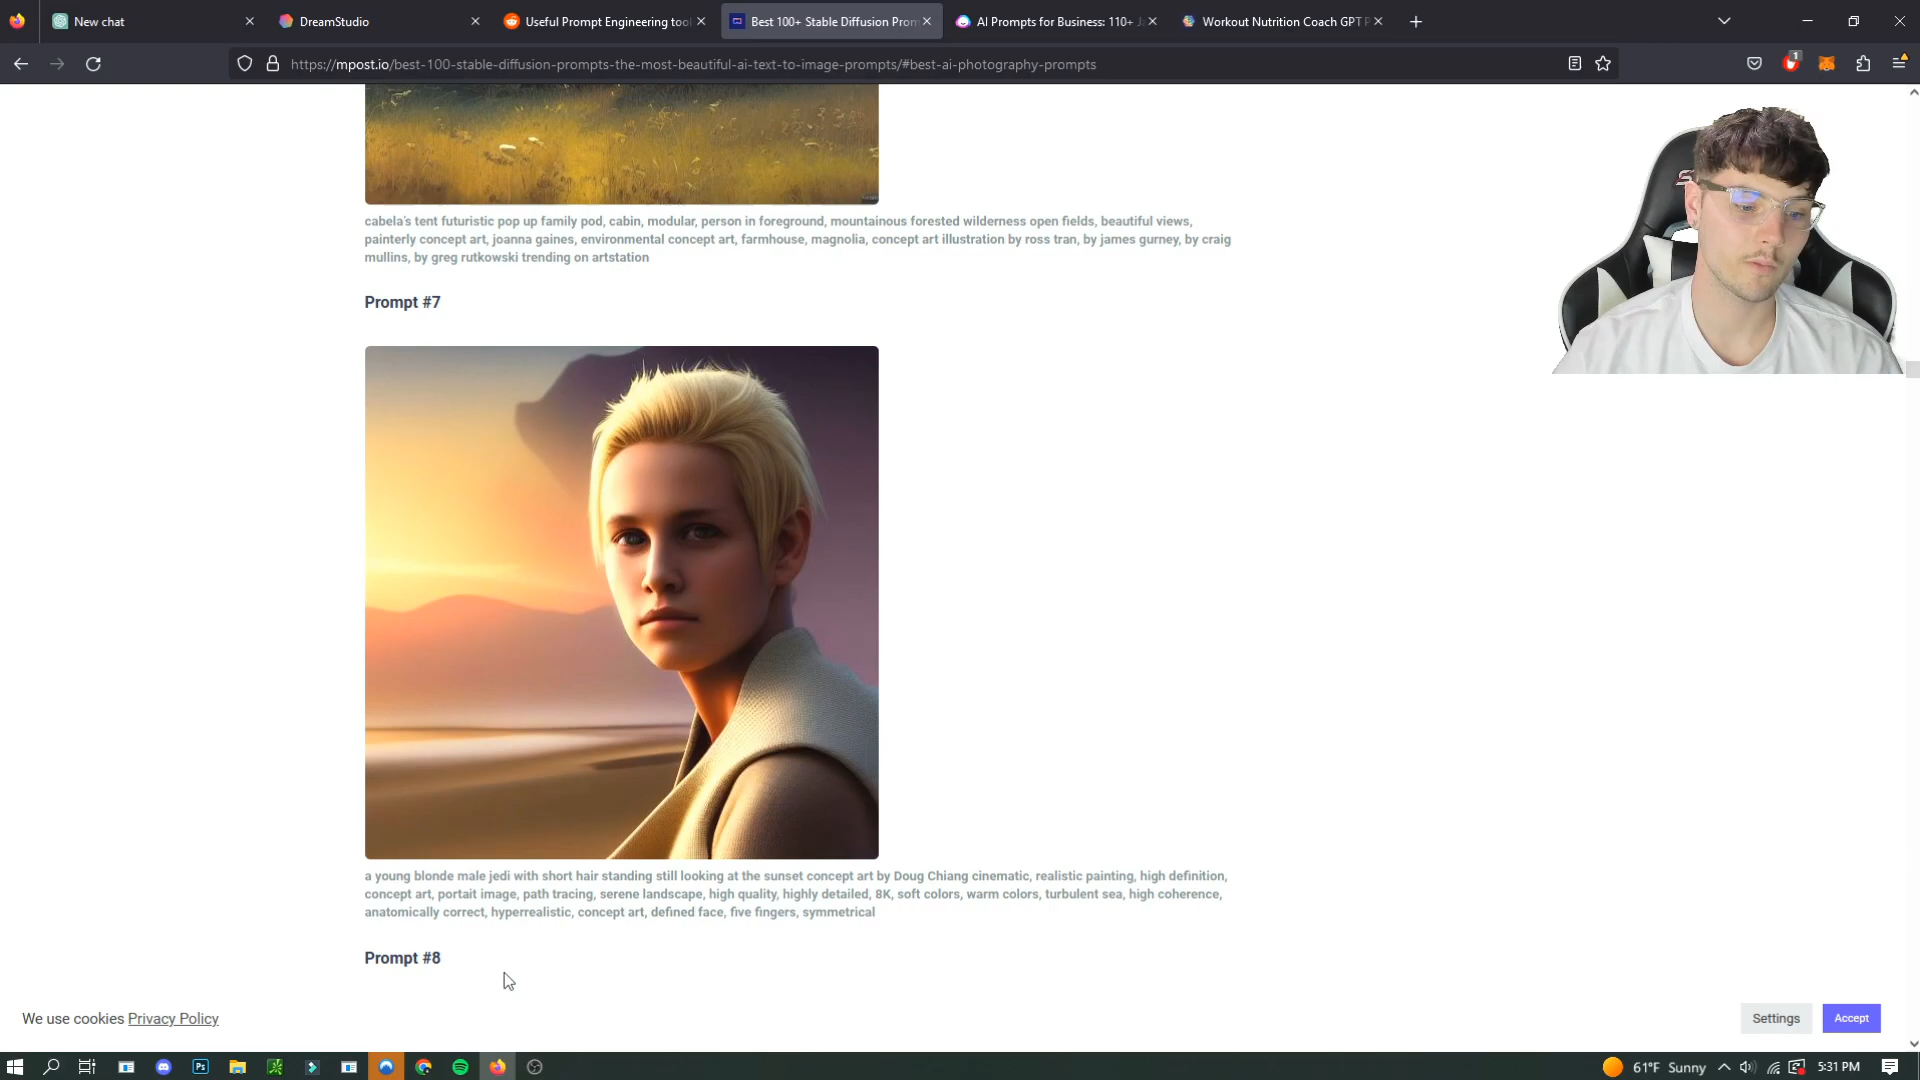 New chat
DreamStudio
Useful Prompt Engineering tool
Best 100+ Stable Diffusion Prom
AI Prompts for Business: 110+
Workout Nutrition Coach GPT P
https://mpost.io/best-100-stable-diffusion-prompts-the-most-beautiful-ai-text-to-image-prompts/#best-ai-photography-prompts
1
cabela's tent futuristic pop up family pod, cabin, modular, person in foreground, mountainous forested wilderness open fields, beautiful views,
painterly concept art, joanna gaines, environmental concept art, farmhouse, magnolia, concept art illustration by ross tran, by james gurney, by craig
mullins, by greg rutkowski trending on artstation
Prompt #7
a young blonde male jedi with short hair standing still looking at the sunset concept art by Doug Chiang cinematic, realistic painting, high definition,
concept art, portait image, path tracing, serene landscape, high quality, highly detailed, 8K, soft colors, warm colors, turbulent sea, high coherence,
anatomically correct, hyperrealistic, concept art, defined face, five fingers, symmetrical
Prompt #8
We use cookies Privacy Policy
Settings
Accept
Ps
61°F Sunny
5:31 PM